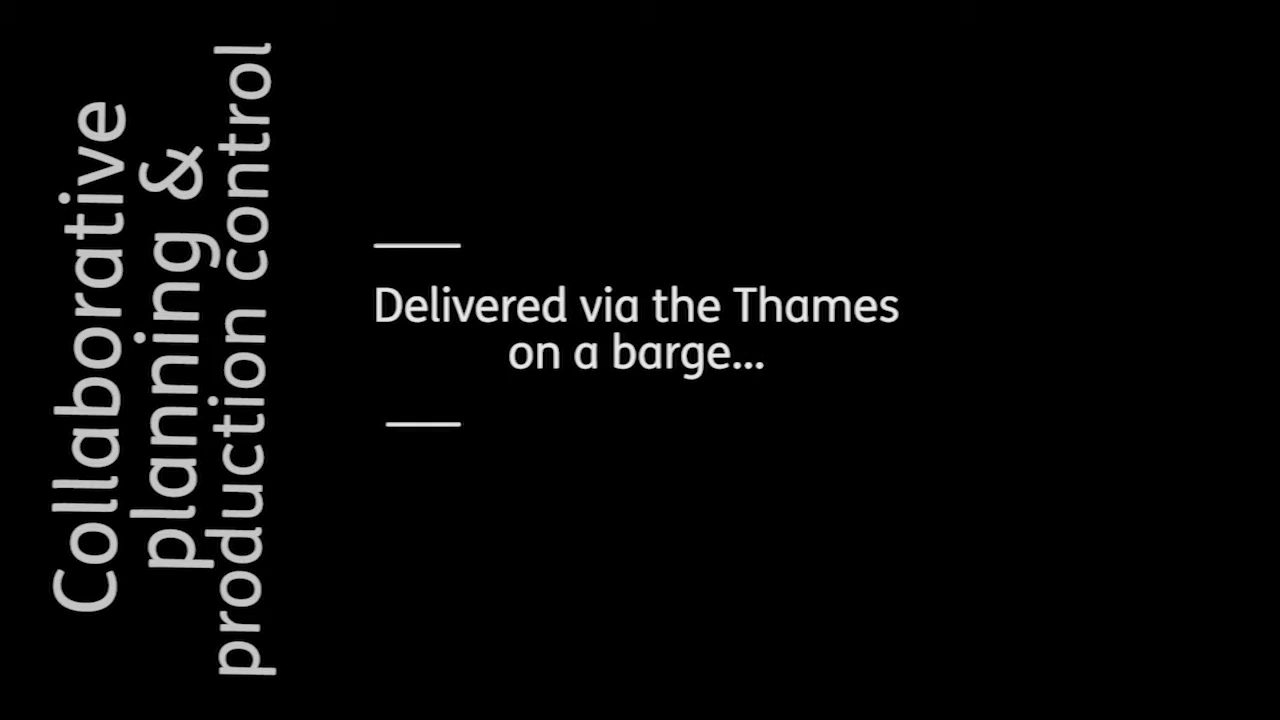 Collaborative
planning &
production control
Delivered via the Thames
on a barge...